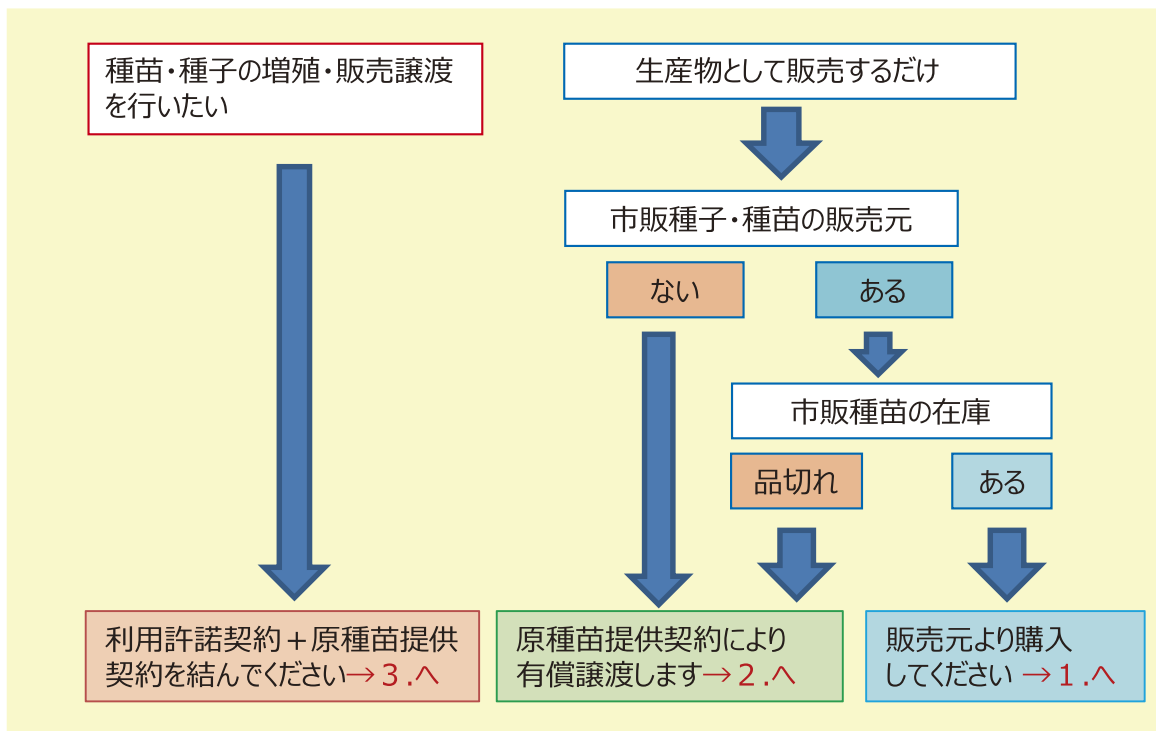 種苗・種子の増殖・販売譲渡
を行いたい
生産物として販売するだけ
市販種子・種苗の販売元
ない
ある
市販種苗の在庫
品切れ
ある
利用許諾契約＋原種苗提供
契約を結んでください→３.へ
原種苗提供契約により
有償譲渡します→２.へ
販売元より購入
してください →１.へ